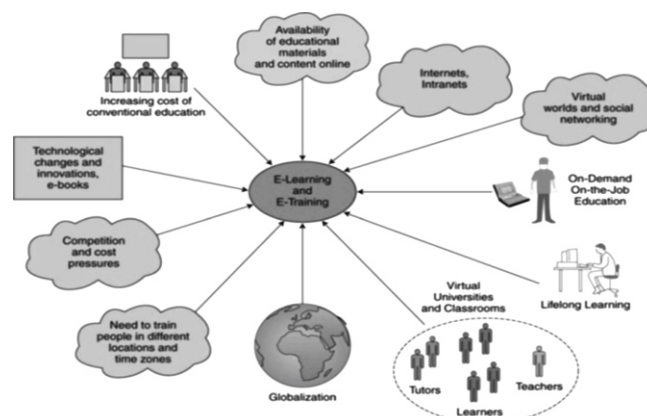 Availability
of educational
materials
and content online
Increasing cost of
conventional education
Internets,
Intranets
Virtual
worlds and social
networking
Technological
changes and
innovations,
e-books
E-Learning
and
E-Training
On-Demand
On-the-Job
Education
Competition
and cost
pressures
Virtual
Universities
and Classrooms
Lifelong Learning
Need to train
people in different
locations and
time zones
Globalization
Tutors
Teachers
Learners